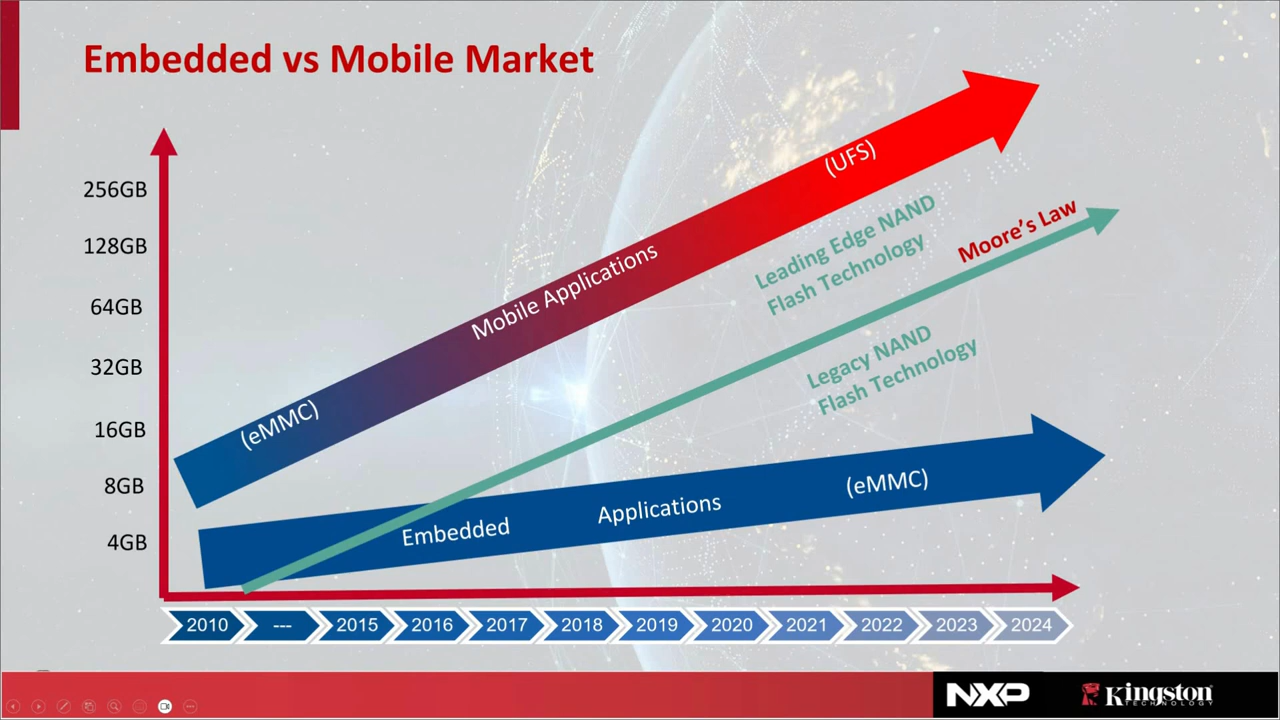 Embedded vs Mobile Market
256GB
128GB
64GB
32GB
16GB
8GB
4GB
(eMMC)
Mobile Applications
(UFS)
Leading Edge NAND
Flash Technology
Moore's Law
Legacy NAND
Flash Technology
Embedded Applications (eMMC)
2010 --- 2015 2016 2017 2018 2019 2020 2021 2022 2023 2024
NXP
Kingston
TECHNOLOGY